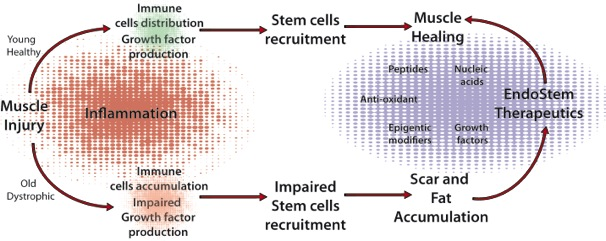 Immune
cells distribution
Growth factor
production
Stem cells
recruitment
Muscle
Healing
Young
Healthy
Peptides
Nucleic
acids
Muscle
Injury
Inflammation
Anti-oxidant
EndoStem
Therapeutics
Epigentic
modifiers
Growth
factors
Old
Dystrophic
Immune
cells accumulation
Impaired
Growth factor
production
Impaired
Stem cells
recruitment
Scar and
Fat
Accumulation